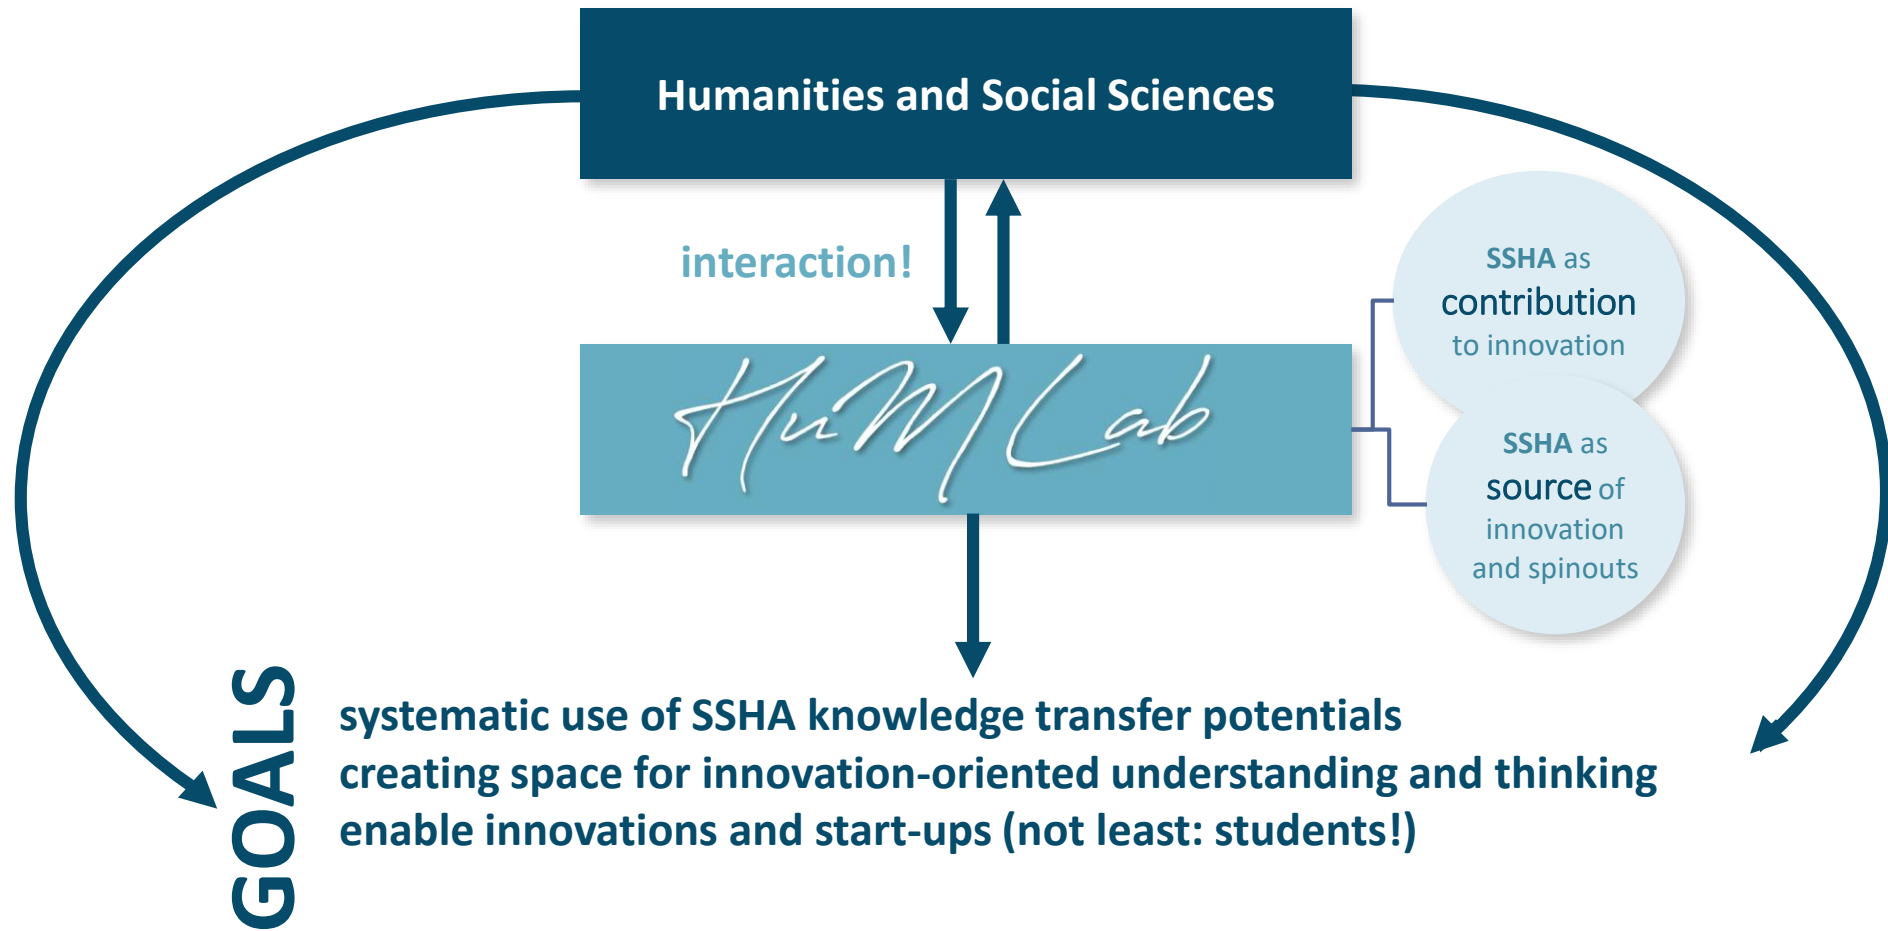 Humanities and Social Sciences
interaction!
SSHA as
contribution
to innovation
HuMLab
SSHA as
source of
innovation
and spinouts
GOALS
systematic use of SSHA knowledge transfer potentials
creating space for innovation-oriented understanding and thinking
enable innovations and start-ups (not least: students!)